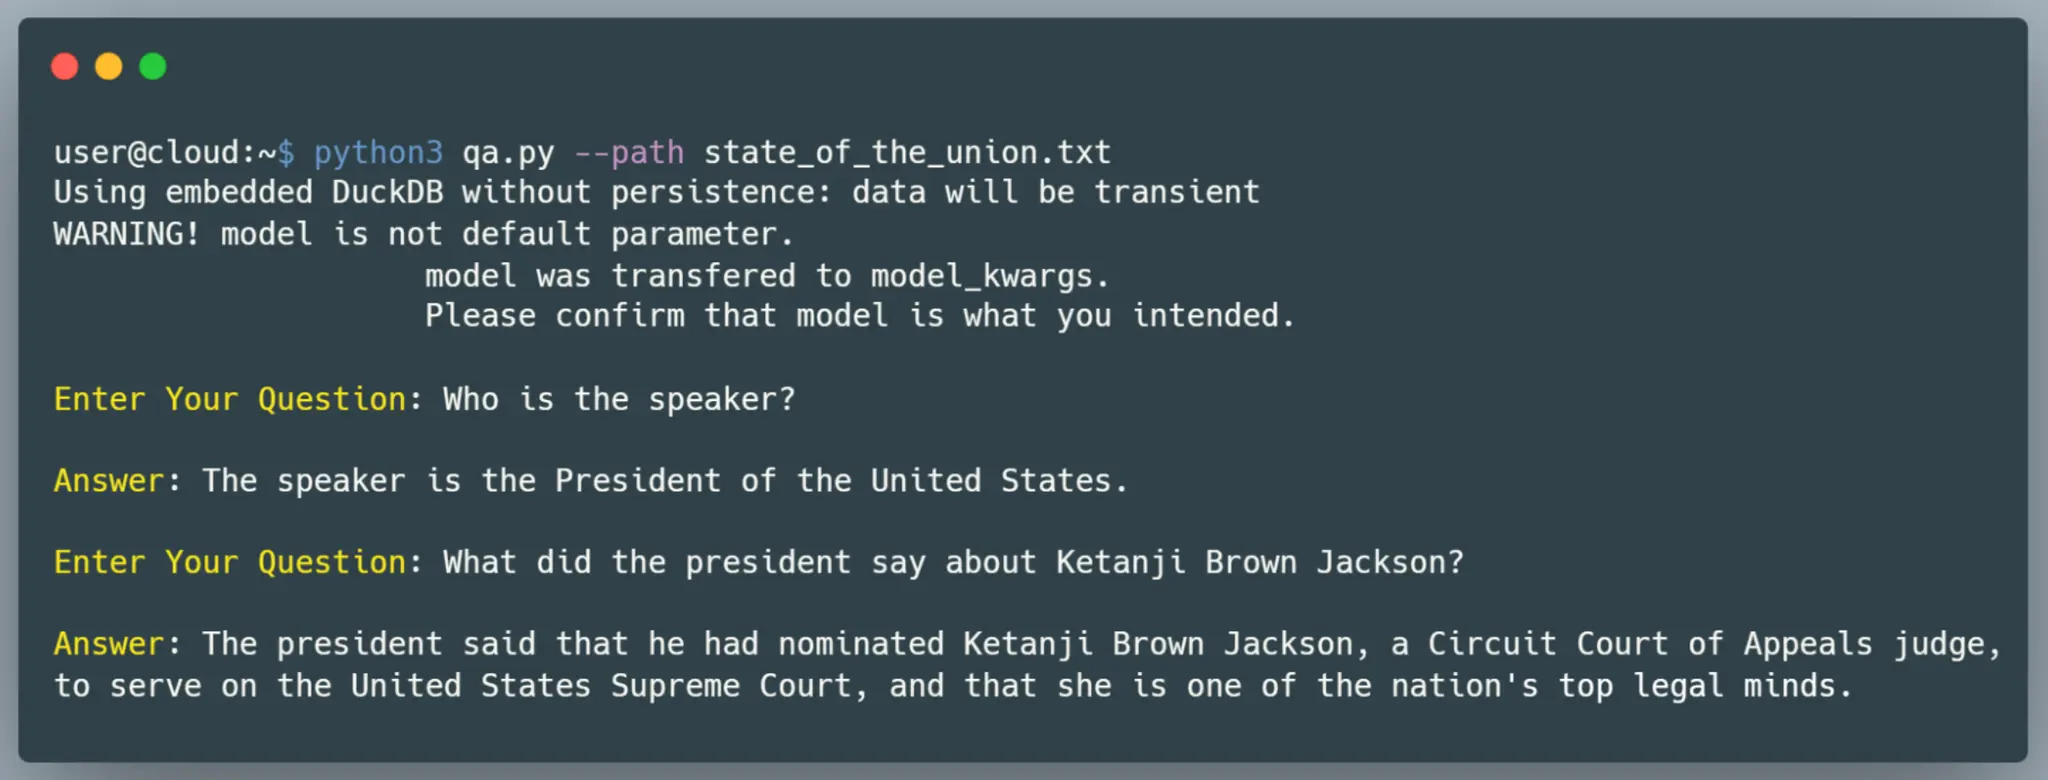 user@cloud:~$ python3 qa.py --path state_of_the_union.txt
Using embedded DuckDB without persistence: data will be transient
WARNING! model is not default parameter.
model was transfered to model_kwargs.
Please confirm that model is what you intended.
Enter Your Question: Who is the speaker?
Answer: The speaker is the President of the United States.
Enter Your Question: What did the president say about Ketanji Brown Jackson?
Answer: The president said that he had nominated Ketanji Brown Jackson, a Circuit Court of Appeals judge,
to serve on the United States Supreme Court, and that she is one of the nation's top legal minds.